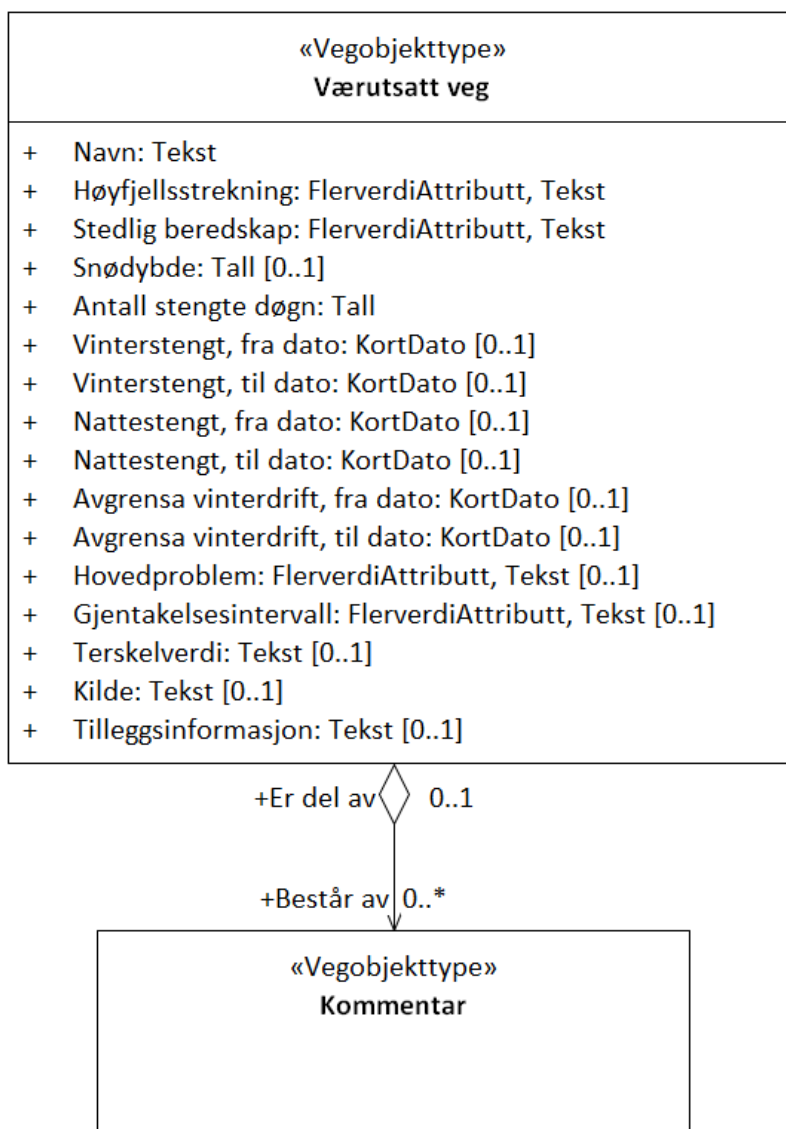 «Vegobjekttype»
Værutsatt veg
+ Navn: Tekst
+ Høyfjellsstrekning: FlerverdiAttributt, Tekst
+ Stedlig beredskap: FlerverdiAttributt, Tekst
+ Snødybde: Tall [0..1]
+ Antall stengte døgn: Tall
+ Vinterstengt, fra dato: KortDato [0..1]
+ Vinterstengt, til dato: KortDato [0..1]
+ Nattestengt, fra dato: KortDato [0..1]
+ Nattestengt, til dato: KortDato [0..1]
+ Avgrensa vinterdrift, fra dato: KortDato [0..1]
+ Avgrensa vinterdrift, til dato: KortDato [0..1]
+ Hovedproblem: FlerverdiAttributt, Tekst [0..1]
+ Gjentakelsesintervall: FlerverdiAttributt, Tekst [0..1]
+ Terskelverdi: Tekst [0..1]
+ Kilde: Tekst [0..1]
+ Tilleggsinformasjon: Tekst [0..1]
+Er del av 0..1
+Består av 0..*
«Vegobjekttype»
Kommentar